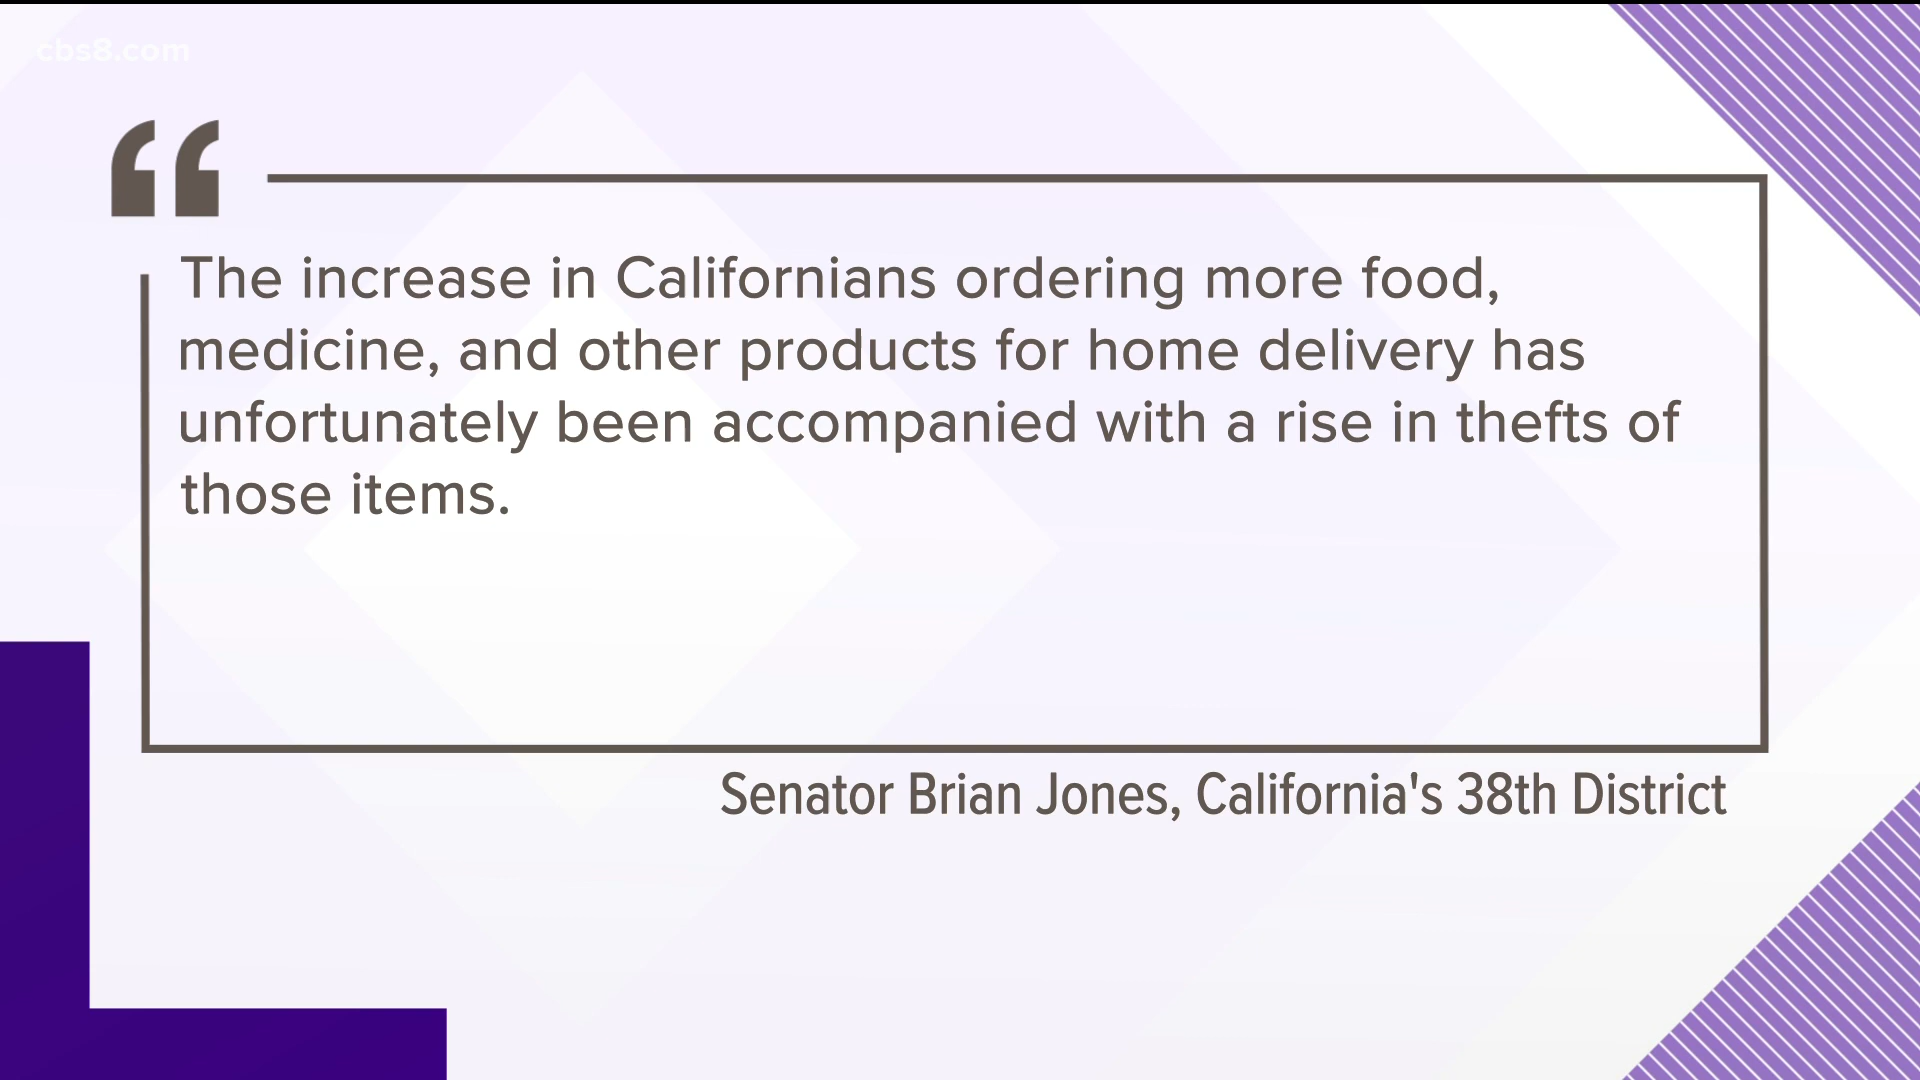 cbs8.com
“
The increase in Californians ordering more food,
medicine, and other products for home delivery has
unfortunately been accompanied with a rise in thefts of
those items.
Senator Brian Jones, California's 38th District